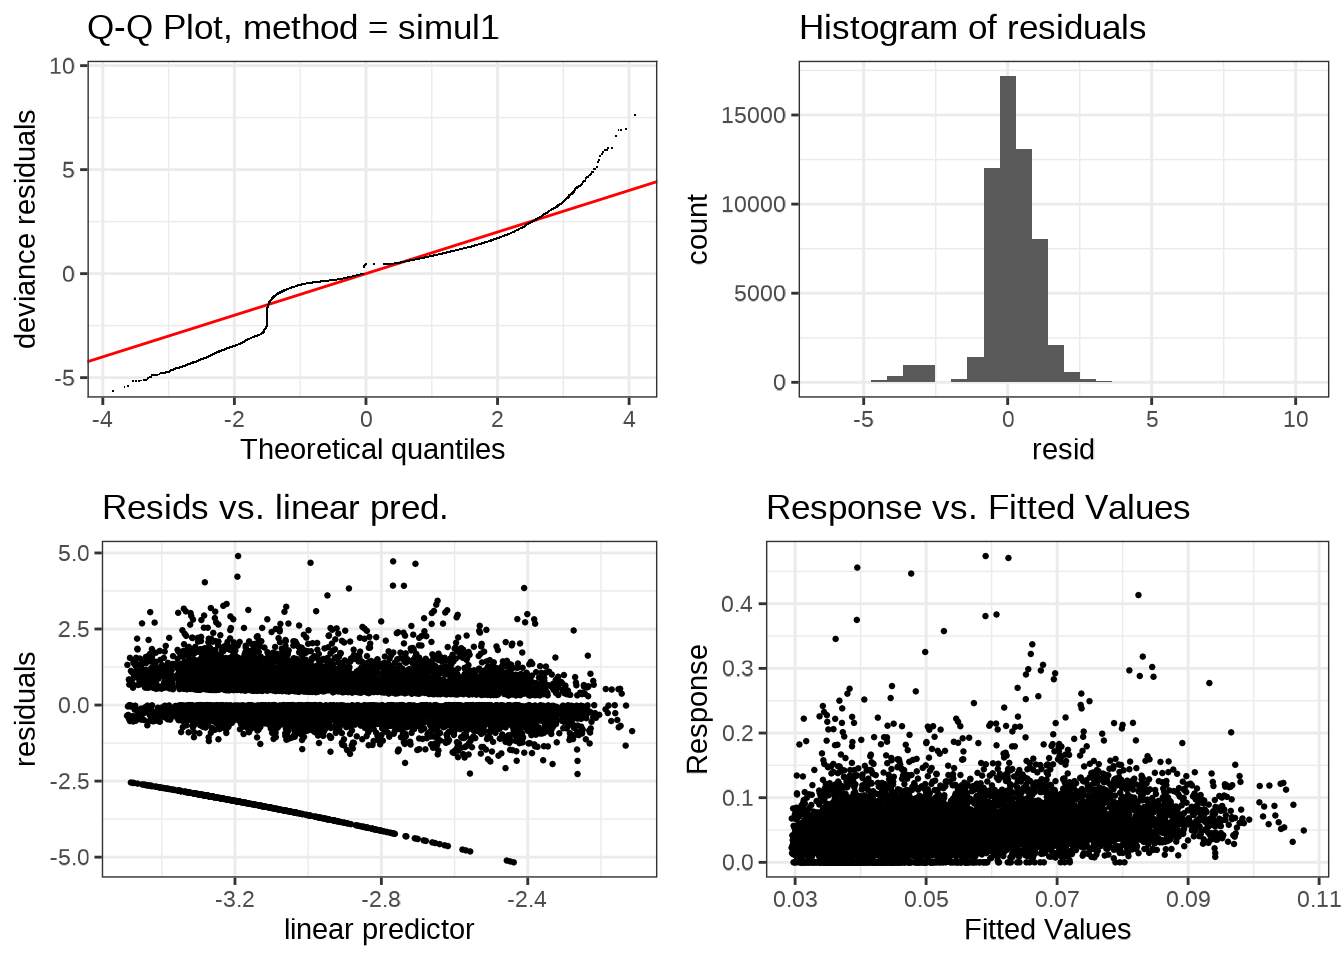 Q-Q Plot, method = simul1
10
5
0
-5
-4
-2
0
2
4
deviance residuals
Theoretical quantiles
Histogram of residuals
15000
10000
5000
0
-5
0
5
10
count
resid
Resids vs. linear pred.
5.0
2.5
0.0
-2.5
-5.0
-3.2
-2.8
-2.4
residuals
linear predictor
Response vs. Fitted Values
0.4
0.3
0.2
0.1
0.0
0.03
0.05
0.07
0.09
0.11
Response
Fitted Values